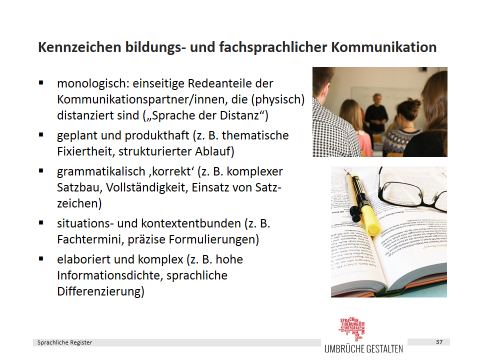 Kennzeichen bildungs- und fachsprachlicher Kommunikation
▪ monologisch: einseitige Redeanteile der
Kommunikationspartner/innen, die (physisch)
distanziert sind („Sprache der Distanz“)
▪ geplant und produkthaft (z. B. thematische
Fixiertheit, strukturierter Ablauf)
▪ grammatikalisch ‚korrekt‘ (z. B. komplexer
Satzbau, Vollständigkeit, Einsatz von Satz-
zeichen)
▪ situations- und kontextentbunden (z. B.
Fachtermini, präzise Formulierungen)
▪ elaboriert und komplex (z. B. hohe
Informationsdichte, sprachliche
Differenzierung)
Sprachliche Register
UMBRÜCHE GESTALTEN
57